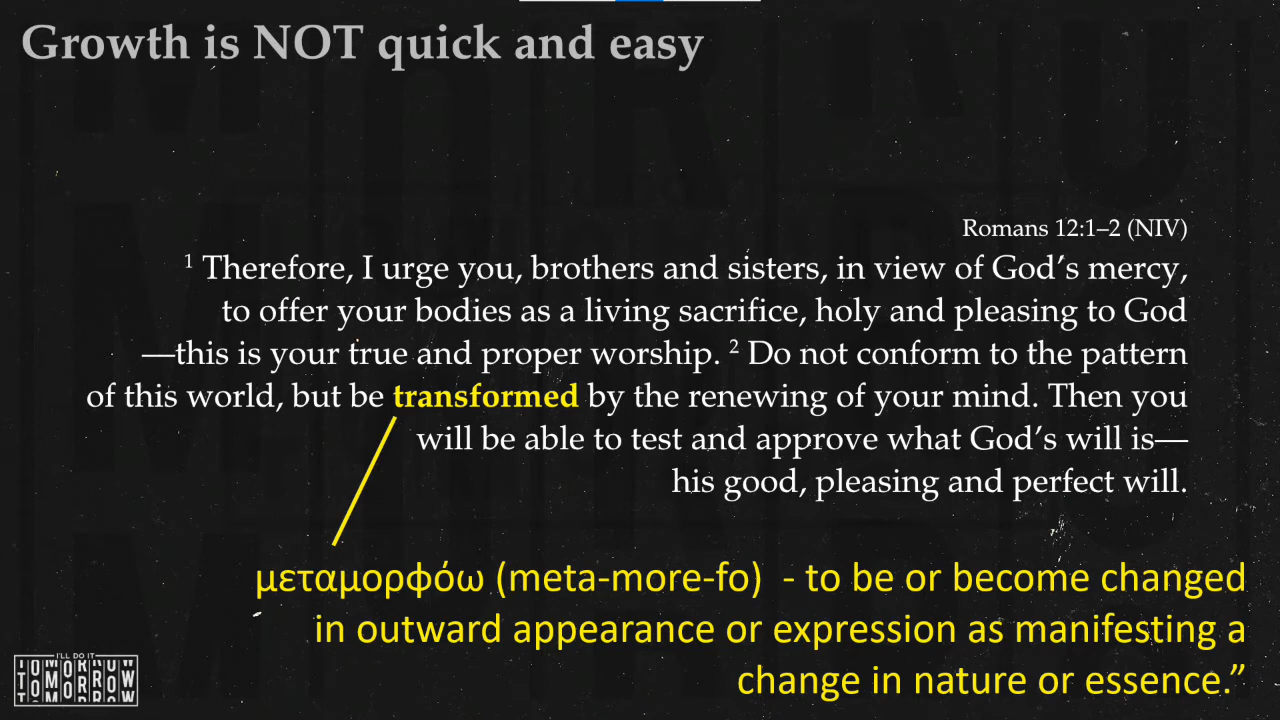 Growth is NOT quick and easy
Romans 12:1–2 (NIV)
¹ Therefore, I urge you, brothers and sisters, in view of God’s mercy,
to offer your bodies as a living sacrifice, holy and pleasing to God
—this is your true and proper worship. ² Do not conform to the pattern
of this world, but be transformed by the renewing of your mind. Then you
will be able to test and approve what God’s will is—
his good, pleasing and perfect will.
μεταμορφόω (meta-more-fo)  - to be or become changed
in outward appearance or expression as manifesting a
change in nature or essence.”
I'LL DO IT
TOMORROW
TOMORROW
TOMORROW